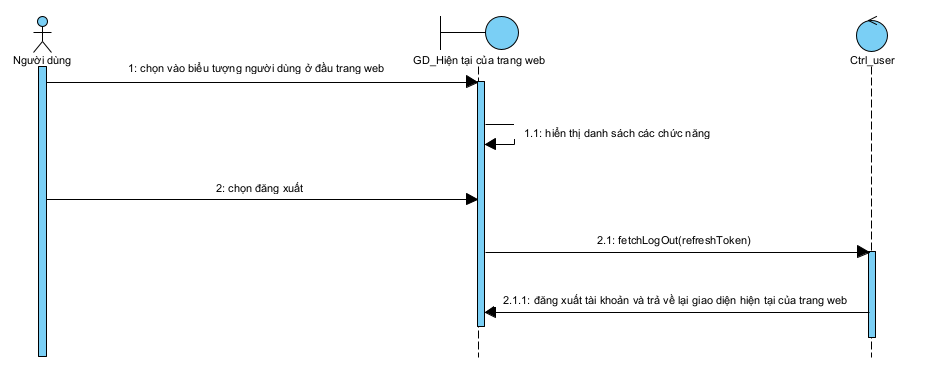 Người dùng
GD_Hiện tại của trang web
Ctrl_user
1: chọn vào biểu tượng người dùng ở đầu trang web
1.1: hiển thị danh sách các chức năng
2: chọn đăng xuất
2.1: fetchLogOut(refreshToken)
2.1.1: đăng xuất tài khoản và trả về lại giao diện hiện tại của trang web